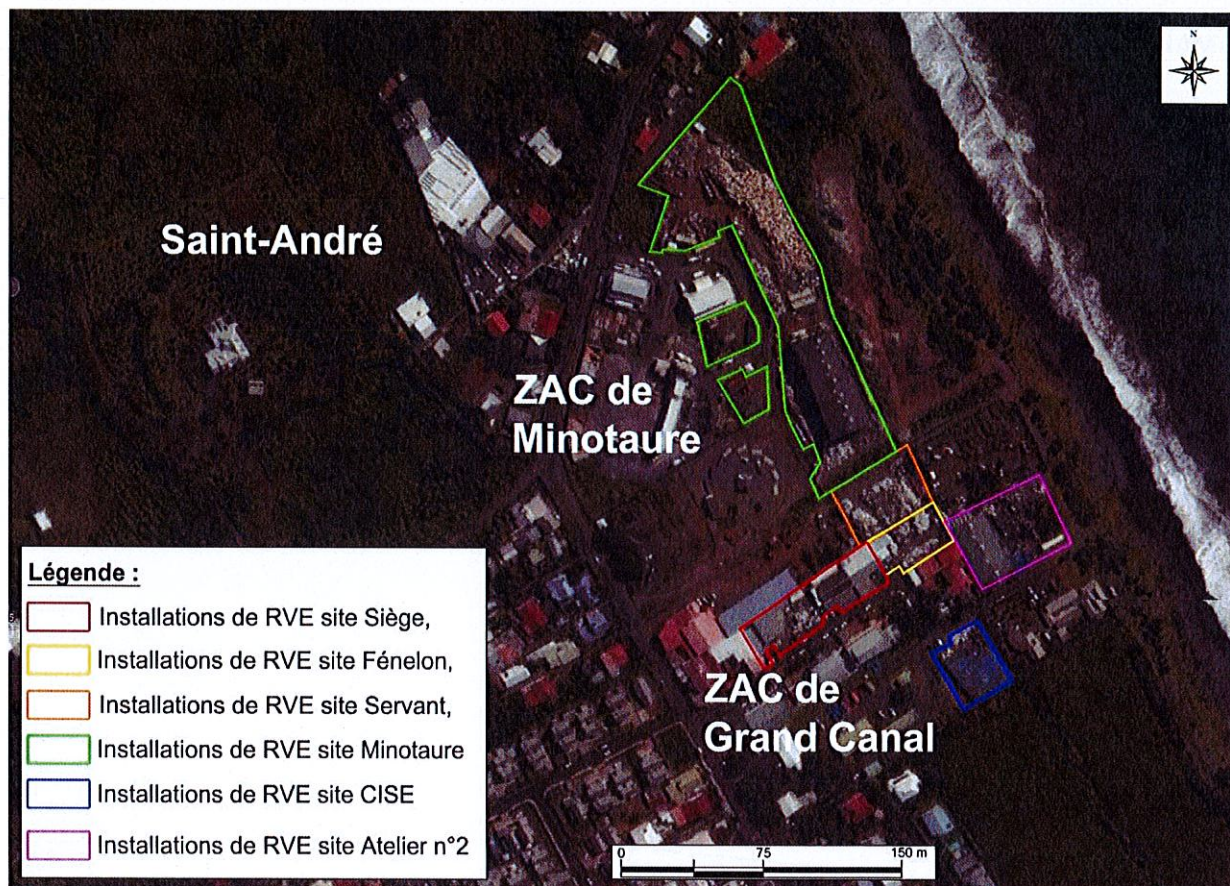 N
Saint-André
ZAC de
Minotaure
ZAC de
Grand Canal
Légende :
Installations de RVE site Siège,
Installations de RVE site Fénelon,
Installations de RVE site Servant,
Installations de RVE site Minotaure
Installations de RVE site CISE
Installations de RVE site Atelier n°2
0 75 150 m